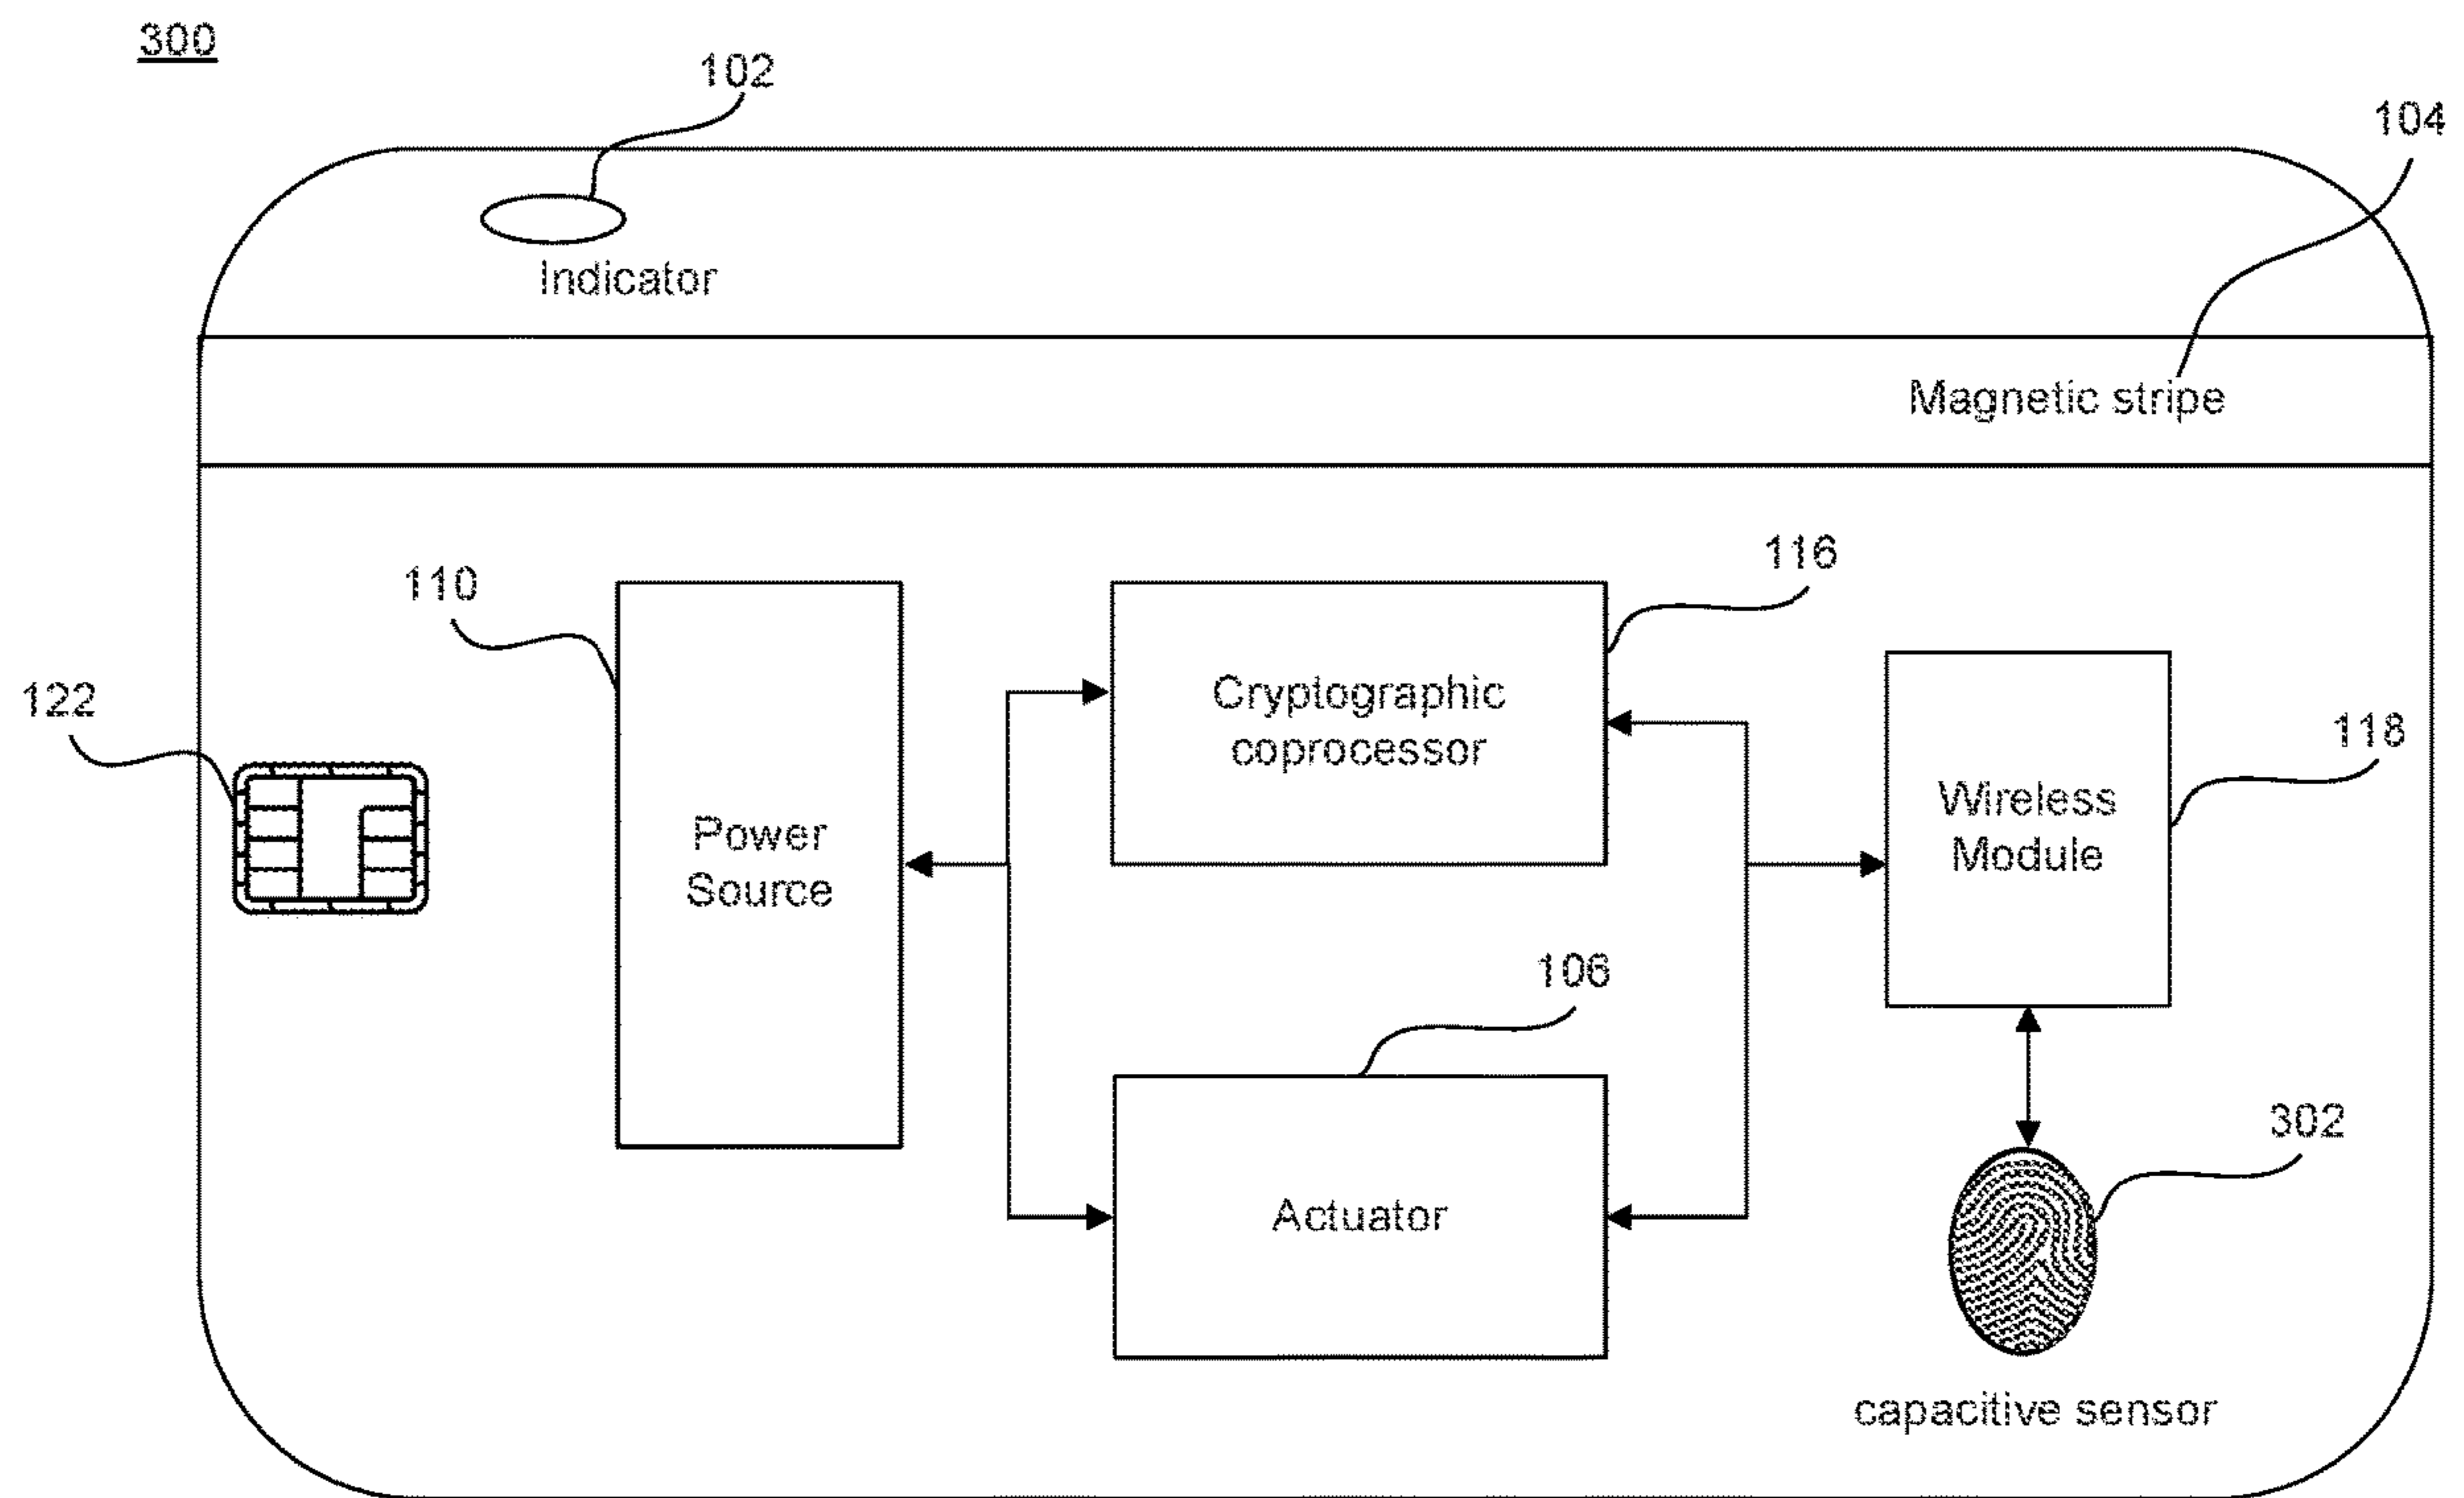 300
102
104
Indicator
Magnetic stripe
110
116
122
Cryptographic
coprocessor
118
Power
Source
Wireless
Module
106
302
Actuator
capacitive sensor